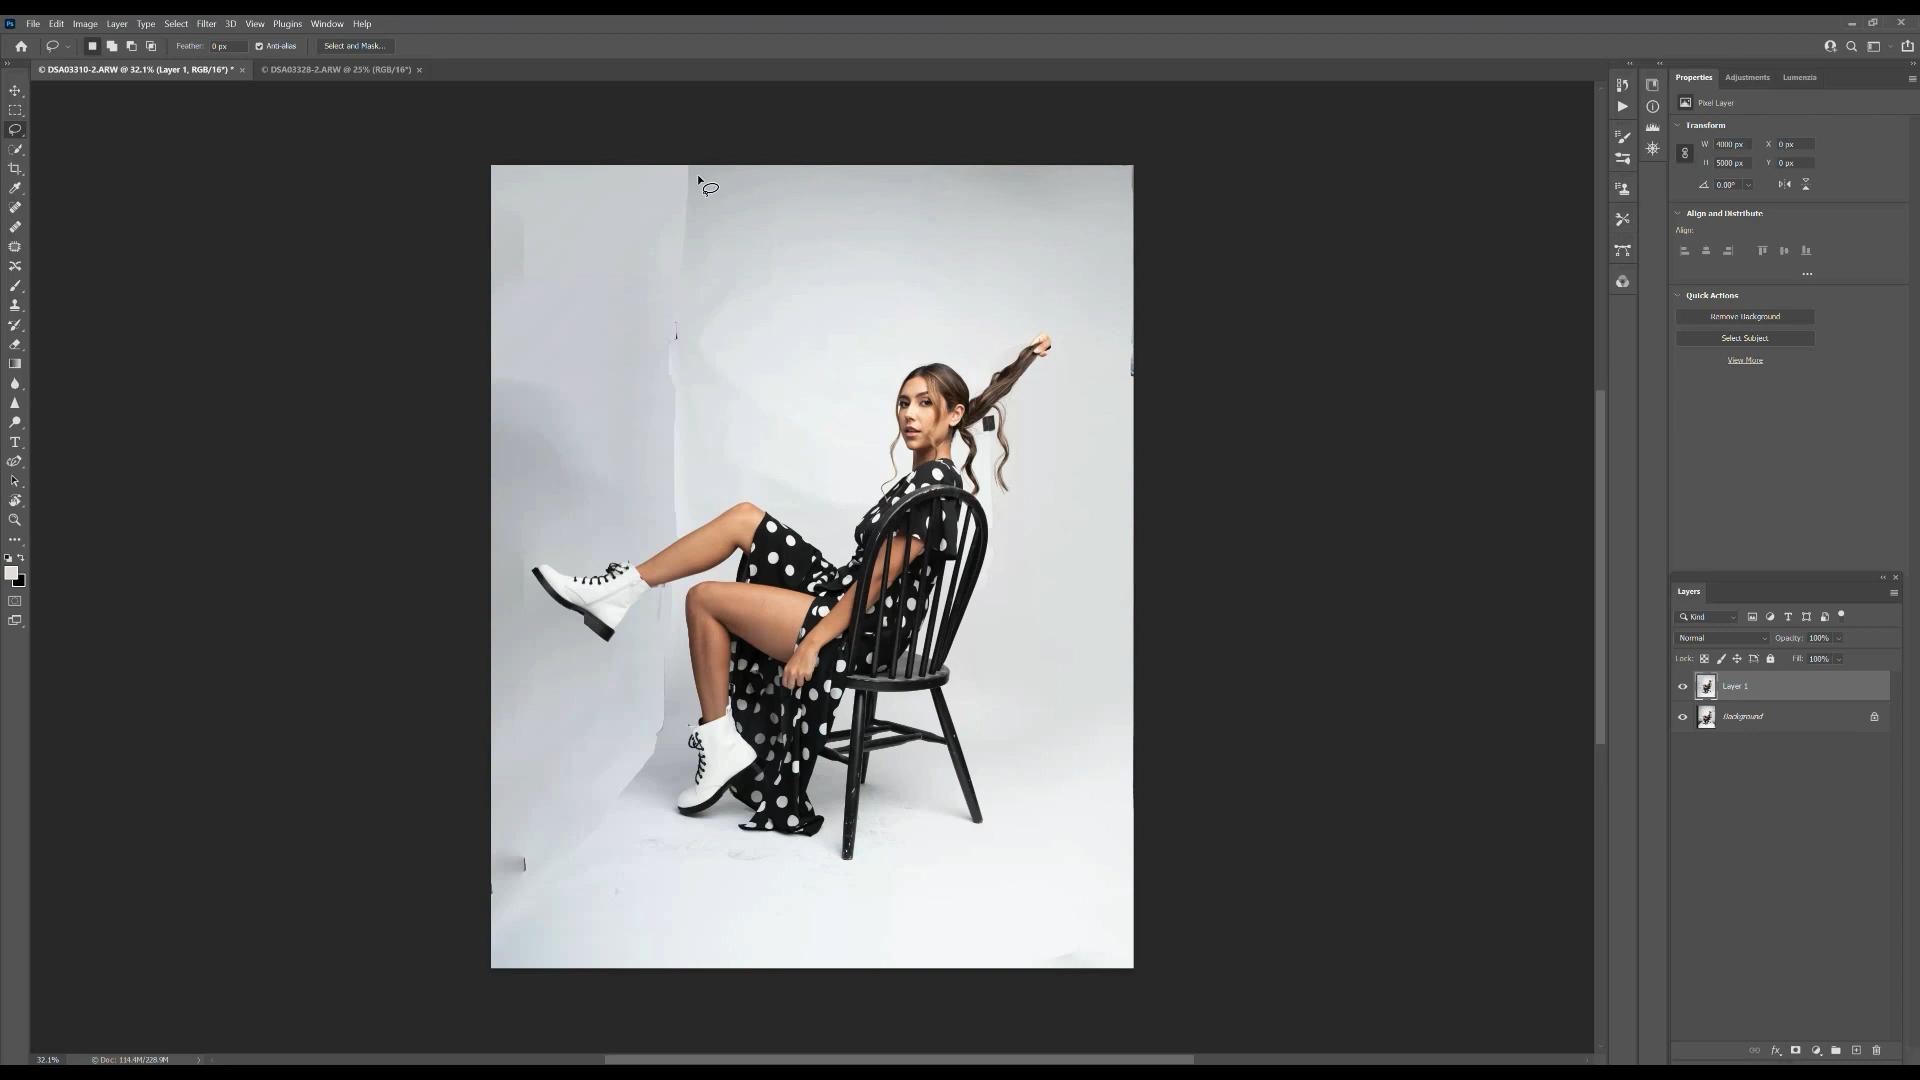 Ps File Edit Image Layer Type Select Filter 3D View Plugins Window Help
Feather: 0 px Anti-alias Select and Mask...
© DSA03310-2.ARW @ 32.1% (Layer 1, RGB/16*) * × © DSA03328-2.ARW @ 25% (RGB/16*) ×
Properties Adjustments Lumenzia
Pixel Layer
Transform
W 4000 px X 0 px
H 5000 px Y 0 px
0.00°
Align and Distribute
Align:
Quick Actions
Remove Background
Select Subject
View More
Layers
Kind
Normal Opacity: 100%
Lock: Fill: 100%
Layer 1
Background
32.1% © Doc: 114.4M/228.9M